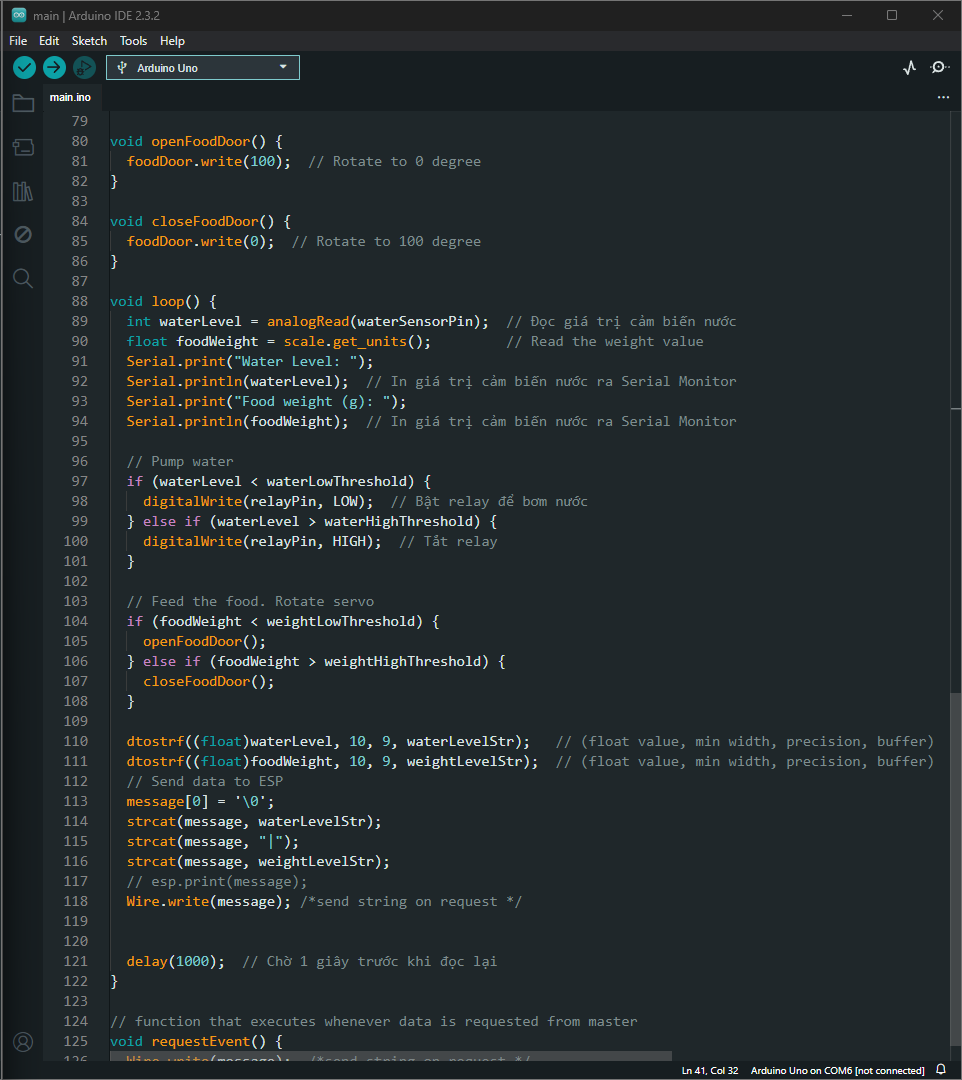 main | Arduino IDE 2.3.2
File Edit Sketch Tools Help
Arduino Uno
main.ino
79
80 void openFoodDoor() {
81 foodDoor.write(100);  // Rotate to 0 degree
82 }
83
84 void closeFoodDoor() {
85 foodDoor.write(0);  // Rotate to 100 degree
86 }
87
88 void loop() {
89 int waterLevel = analogRead(waterSensorPin);  // Đọc giá trị cảm biến nước
90 float foodWeight = scale.get_units();         // Read the weight value
91 Serial.print("Water Level: ");
92 Serial.println(waterLevel);  // In giá trị cảm biến nước ra Serial Monitor
93 Serial.print("Food weight (g): ");
94 Serial.println(foodWeight);  // In giá trị cảm biến nước ra Serial Monitor
95
96 // Pump water
97 if (waterLevel < waterLowThreshold) {
98 digitalWrite(relayPin, LOW);  // Bật relay để bơm nước
99 } else if (waterLevel > waterHighThreshold) {
100 digitalWrite(relayPin, HIGH);  // Tắt relay
101 }
102
103 // Feed the food. Rotate servo
104 if (foodWeight < weightLowThreshold) {
105 openFoodDoor();
106 } else if (foodWeight > weightHighThreshold) {
107 closeFoodDoor();
108 }
109
110 dtostrf((float)waterLevel, 10, 9, waterLevelStr);   // (float value, min width, precision, buffer)
111 dtostrf((float)foodWeight, 10, 9, weightLevelStr);  // (float value, min width, precision, buffer)
112 // Send data to ESP
113 message[0] = '\0';
114 strcat(message, waterLevelStr);
115 strcat(message, "|");
116 strcat(message, weightLevelStr);
117 // esp.print(message);
118 Wire.write(message); /*send string on request */
119
120
121 delay(1000);  // Chờ 1 giây trước khi đọc lại
122 }
123
124 // function that executes whenever data is requested from master
125 void requestEvent() {
126 Wire.write(message);  /*send string on request */
Ln 41, Col 32 Arduino Uno on COM6 [not connected]